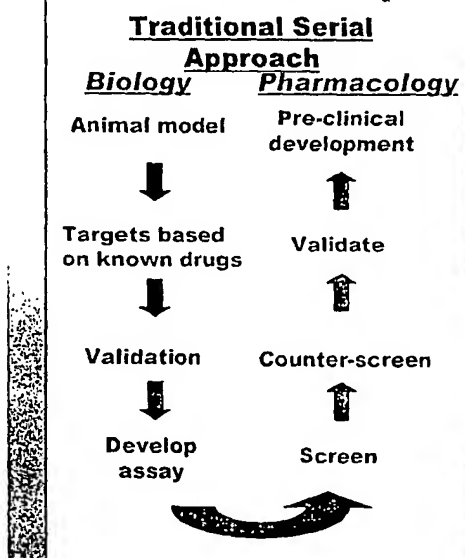 Traditional Serial
Approach
Biology
Pharmacology
Animal model
Targets based
on known drugs
Validation
Develop
assay
Pre-clinical
development
Validate
Counter-screen
Screen